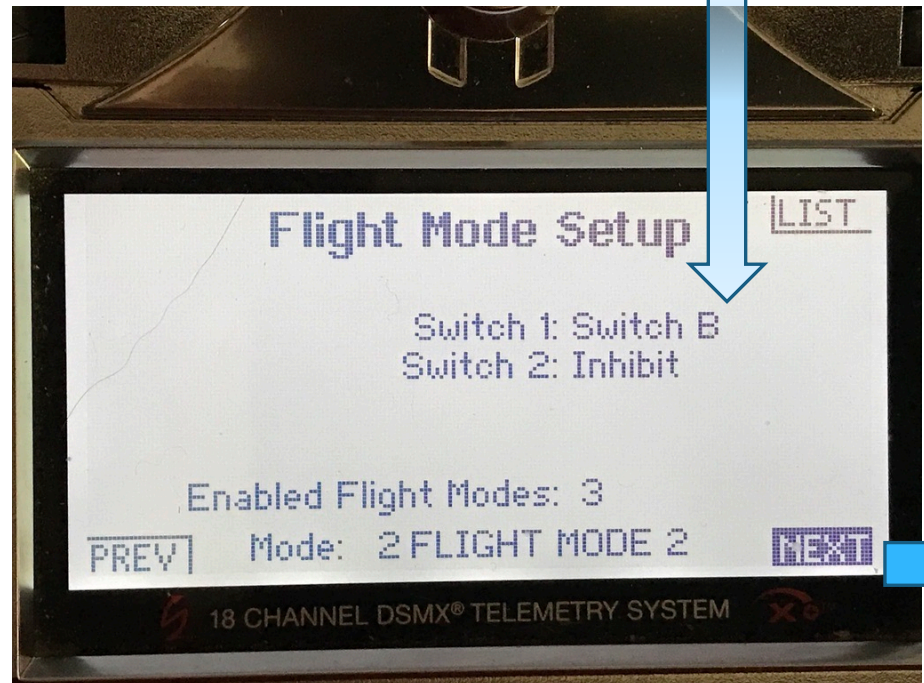 Flight Mode Setup
LIST
Switch 1: Switch B
Switch 2: Inhibit
Enabled Flight Modes: 3
PREV
Mode: 2 FLIGHT MODE 2
NEXT
18 CHANNEL DSMX® TELEMETRY SYSTEM